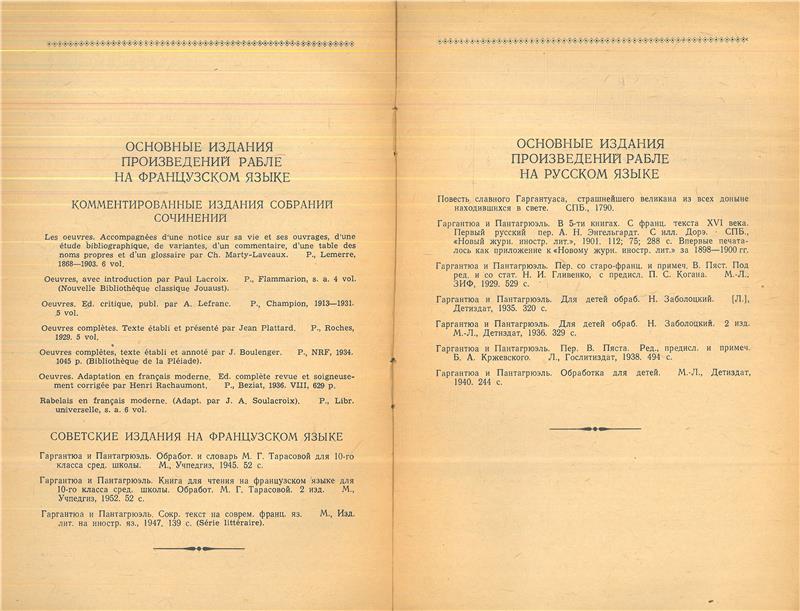 ОСНОВНЫЕ ИЗДАНИЯ
ПРОИЗВЕДЕНИЙ РАБЛЕ
НА ФРАНЦУЗСКОМ ЯЗЫКЕ
КОММЕНТИРОВАННЫЕ ИЗДАНИЯ СОБРАНИЙ
СОЧИНЕНИЙ
Les oeuvres. Accompagnées d'une notice sur sa vie et ses ouvrages, d'une
étude bibliographique, de variantes, d'un commentaire, d'une table des
noms propres et d'un glossaire par Ch. Marty-Laveaux. P., Lemerre,
1868—1903. 6 vol.
Oeuvres, avec introduction par Paul Lacroix. P., Flammarion, s. a. 4 vol.
(Nouvelle Bibliothèque classique Jouaust).
Oeuvres. Ed. critique, publ. par A. Lefranc. P., Champion, 1913—1931.
5 vol.
Oeuvres complètes. Texte établi et présenté par Jean Plattard. P., Roches,
1929. 5 vol.
Oeuvres complètes, texte établi et annoté par J. Boulenger. P., NRF, 1934.
1045 p. (Bibliothèque de la Pléiade).
Oeuvres. Adaptation en français moderne. Ed. complète revue et soigneuse-
ment corrigée par Henri Rachaumont. P., Beziat, 1936. VIII, 629 p.
Rabelais en français moderne. (Adapt. par J. A. Soulacroix). P., Libr.
universelle, s. a. 6 vol.
СОВЕТСКИЕ ИЗДАНИЯ НА ФРАНЦУЗСКОМ ЯЗЫКЕ
Гаргантюа и Пантагрюэль. Обработ. и словарь М. Г. Тарасовой для 10-го
класса сред. школы. М., Учпедгиз, 1945. 52 с.
Гаргантюа и Пантагрюэль. Книга для чтения на французском языке для
10-го класса сред. школы. Обработ. М. Г. Тарасовой. 2 изд. М.,
Учпедгиз, 1952. 52 с.
Гаргантюа и Пантагрюэль. Сокр. текст на соврем. франц. яз. М., Изд.
лит. на иностр. яз., 1947. 139 с. (Série littéraire).
ОСНОВНЫЕ ИЗДАНИЯ
ПРОИЗВЕДЕНИЙ РАБЛЕ
НА РУССКОМ ЯЗЫКЕ
Повесть славного Гаргантуаса, страшнейшего великана из всех доныне
находившихся в свете. СПБ., 1790.
Гаргантюа и Пантагрюэль. В 5-ти книгах. С франц. текста XVI века.
Первый русский пер. А. Н. Энгельгардт. С илл. Дорэ. СПБ.,
«Новый журн. иностр. лит.», 1901. 112; 75; 288 с. Впервые печата-
лось как приложение к «Новому журн. иностр. лит.» за 1898—1900 гг.
Гаргантюа и Пантагрюэль. Пер. со старо-франц. и примеч. В. Пяст. Под
ред. и со стат. Н. И. Гливенко, с предисл. П. С. Когана. М.-Л.,
ЗИФ, 1929. 529 с.
Гаргантюа и Пантагрюэль. Для детей обраб. Н. Заболоцкий. [Л.],
Детиздат, 1935. 320 с.
Гаргантюа и Пантагрюэль. Для детей обраб. Н. Заболоцкий. 2 изд.
М.-Л., Детиздат, 1936. 329 с.
Гаргантюа и Пантагрюэль. Пер. В. Пяста. Ред., предисл. и примеч.
Б. А. Кржевского. Л., Гослитиздат, 1938. 494 с.
Гаргантюа и Пантагрюэль. Обработка для детей. М.-Л., Детиздат,
1940. 244 с.